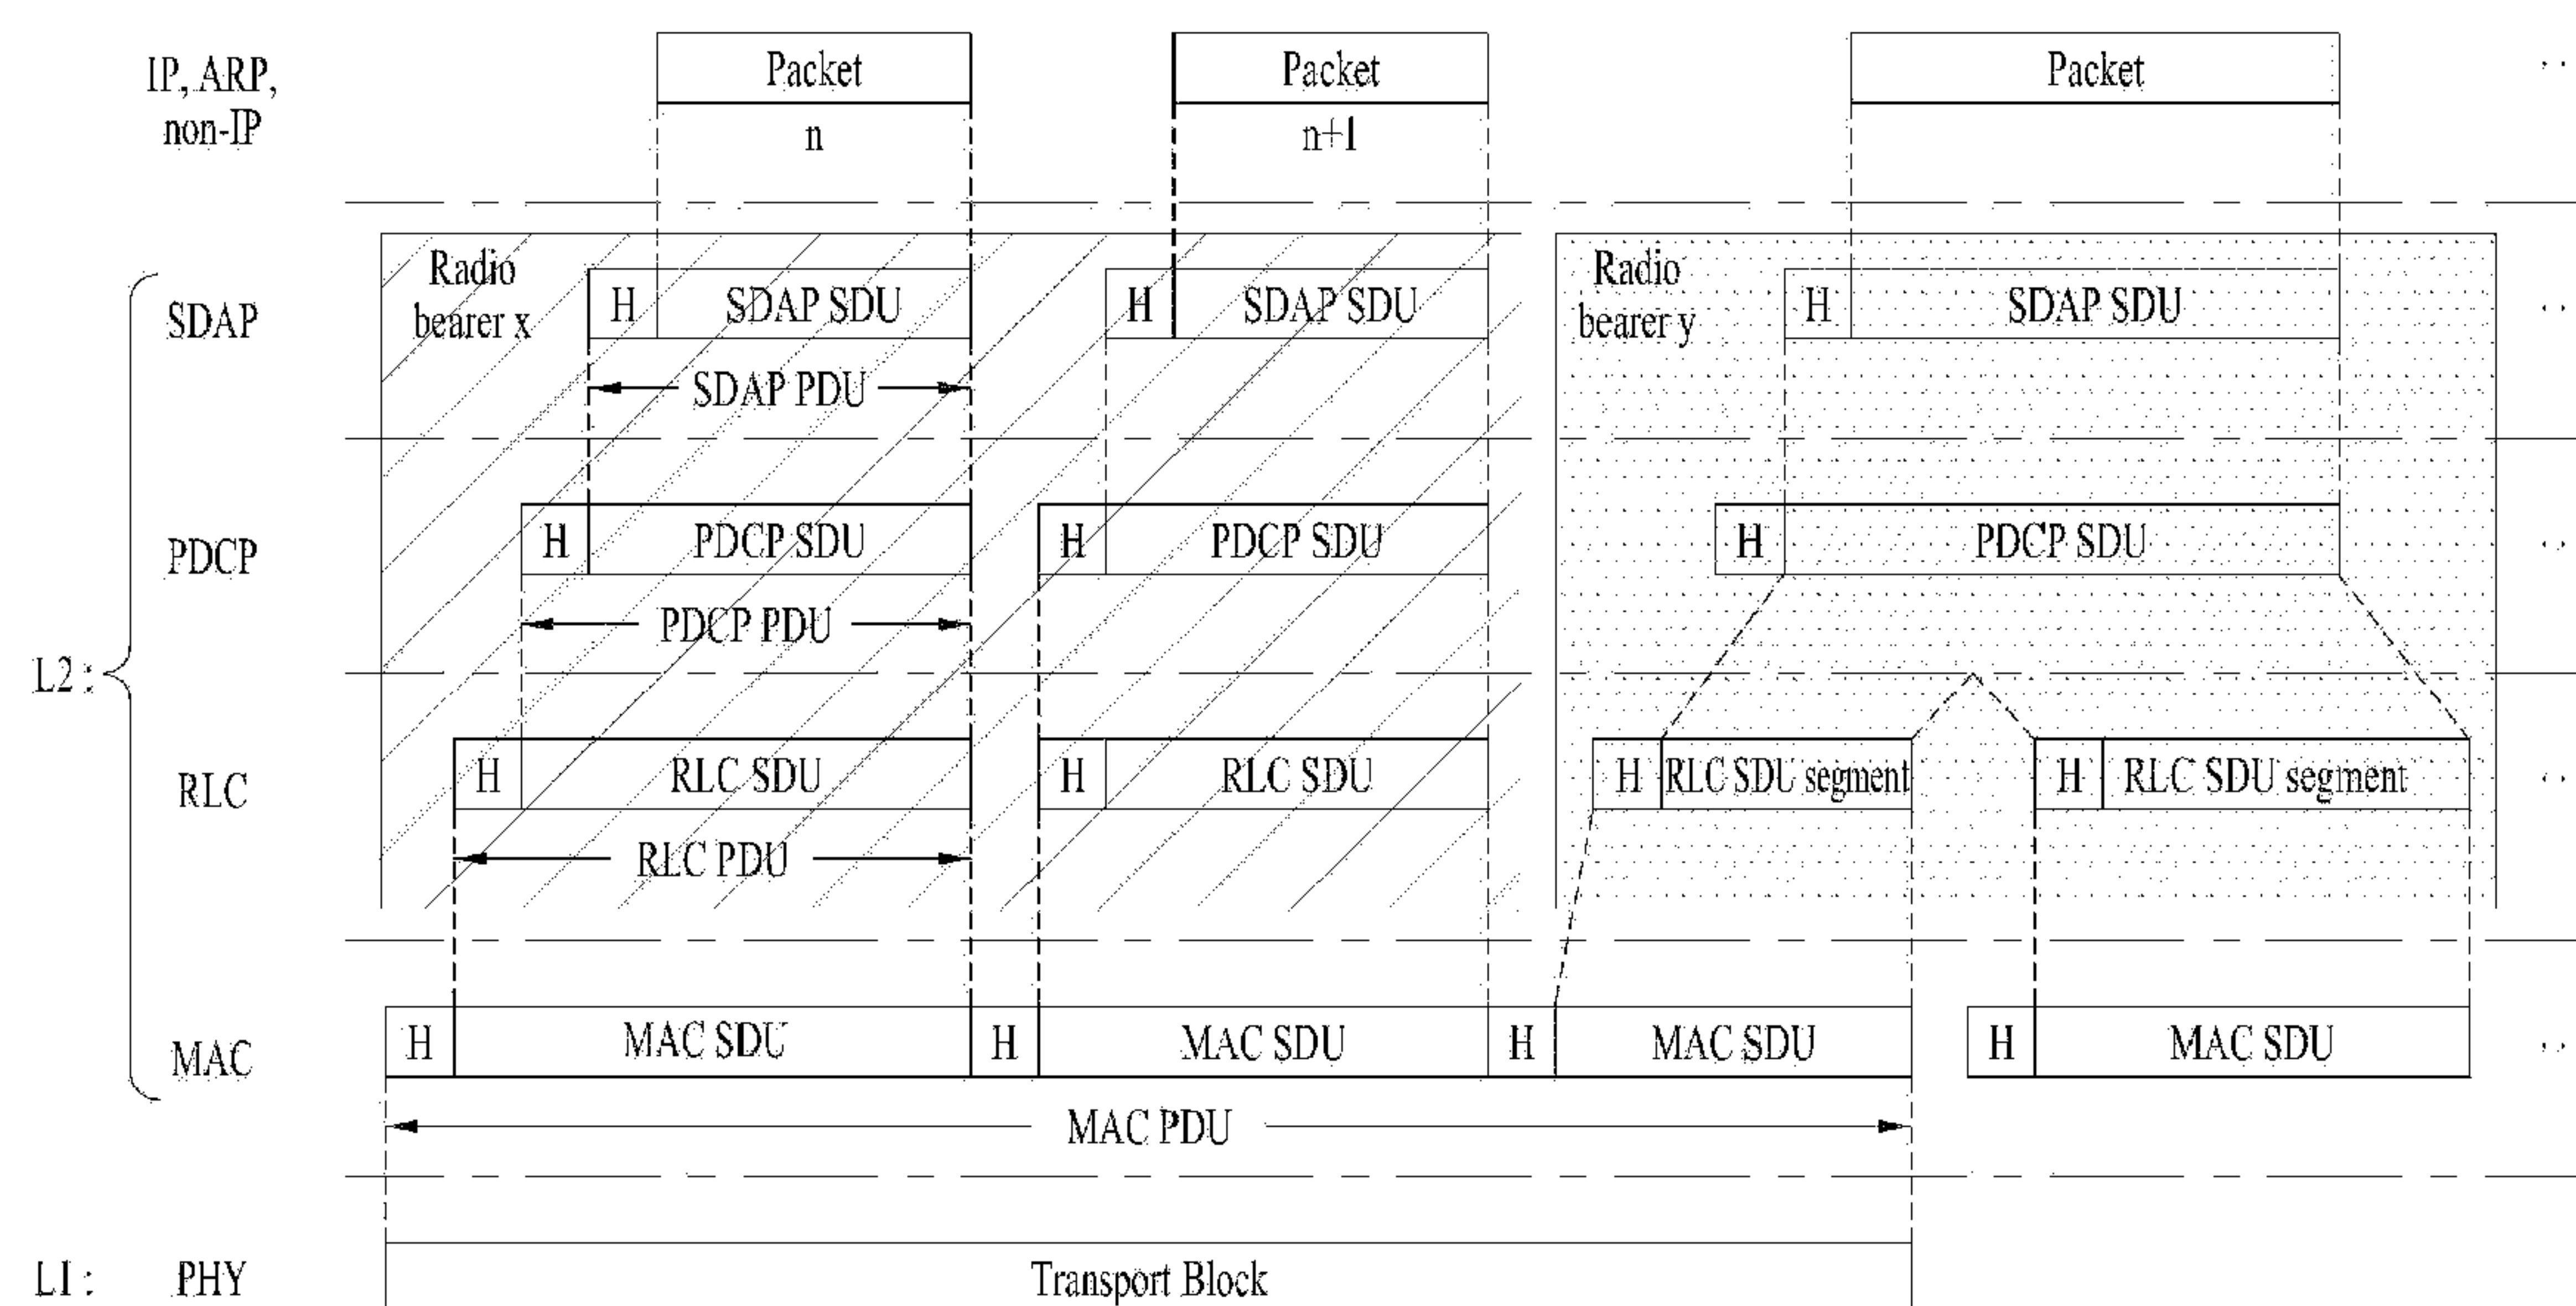 IP, ARP,
non-IP
Packet
Packet
Packet
n
n+1
L2 :
SDAP
Radio
bearer x
H
SDAP SDU
H
SDAP SDU
Radio
bearer y
H
SDAP SDU
SDAP PDU
PDCP
H
PDCP SDU
H
PDCP SDU
H
PDCP SDU
PDCP PDU
RLC
H
RLC SDU
H
RLC SDU
H
RLC SDU segment
H
RLC SDU segment
RLC PDU
MAC
H
MAC SDU
H
MAC SDU
H
MAC SDU
H
MAC SDU
MAC PDU
L1 :
PHY
Transport Block